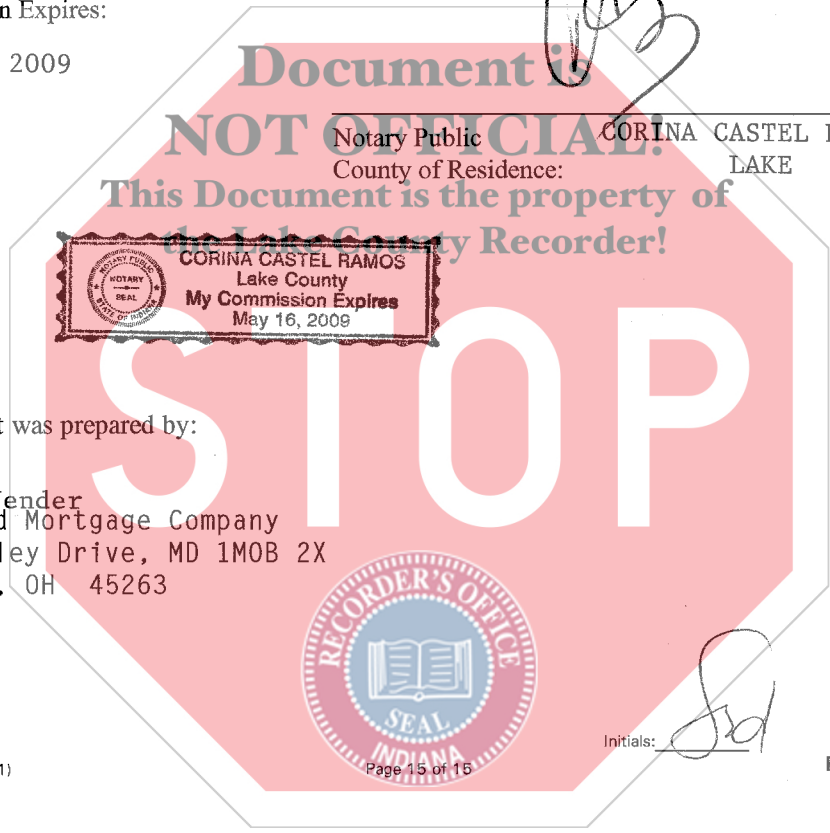 n Expires:
2009
Document is
NOT OFFICIAL!
Notary Public CORINA CASTEL
County of Residence: LAKE
This Document is the property of
the Lake County Recorder!
NOTARY PUBLIC
NOTARY
SEAL
STATE OF INDIANA
CORINA CASTEL RAMOS
Lake County
My Commission Expires
May 16, 2009
STOP
t was prepared by:
ender
d Mortgage Company
ley Drive, MD 1MOB 2X
, OH 45263
RECORDER'S OFFICE
SEAL
INDIANA
Initials:
1)
Page 15 of 15